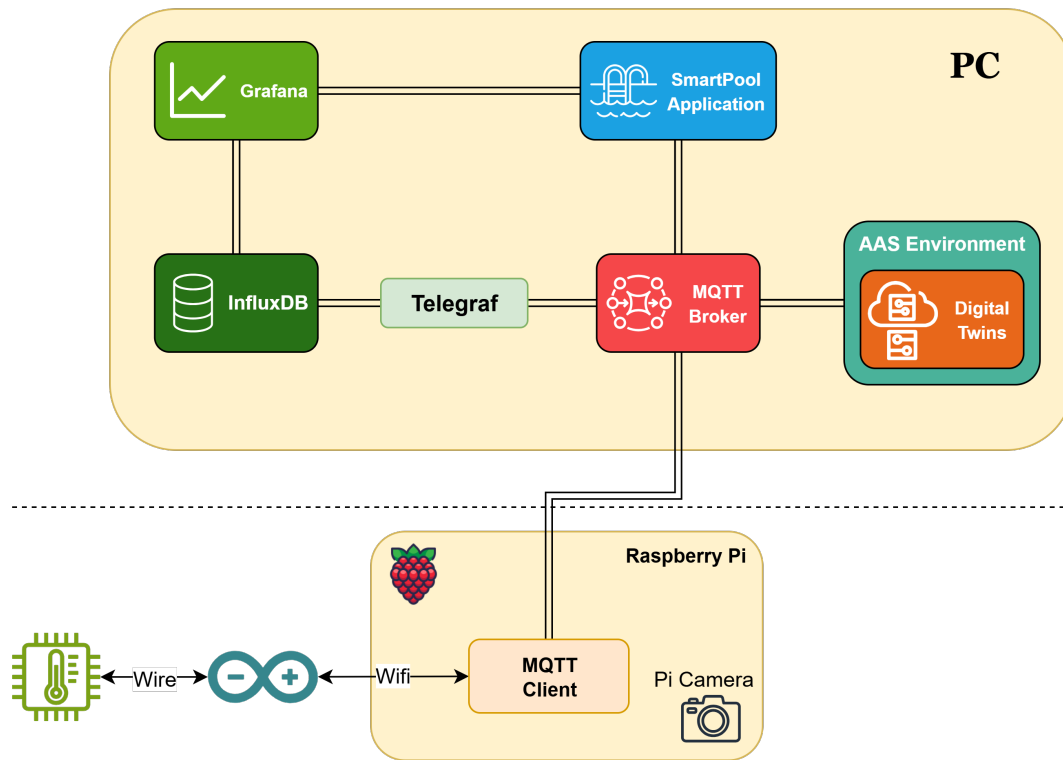 PC
Grafana
SmartPool
Application
AAS Environment
InfluxDB
Telegraf
MQTT
Broker
Digital
Twins
Raspberry Pi
Wire
Wifi
MQTT
Client
Pi Camera